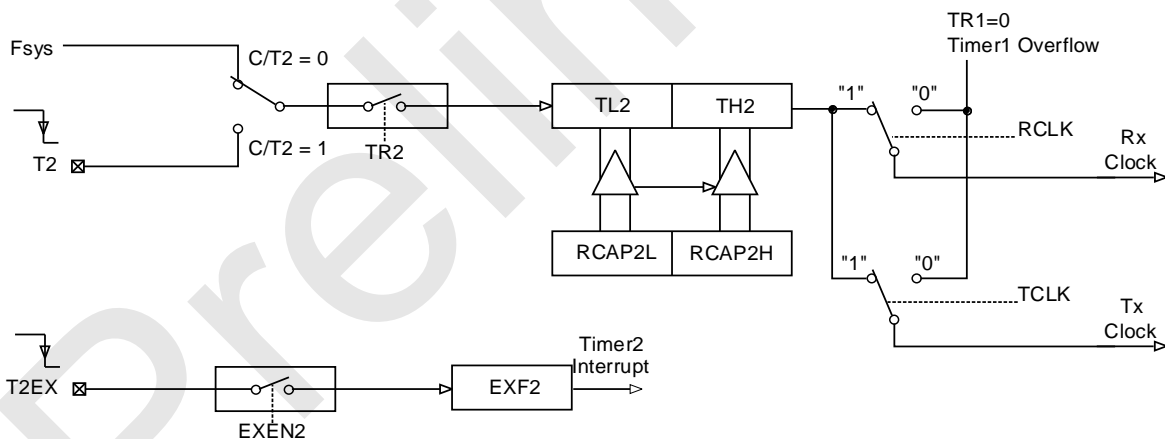 TR1=0
Timer1 Overflow
Fsys
C/T2 = 0
T2
C/T2 = 1
TR2
TL2
TH2
RCAP2L
RCAP2H
"1"
"0"
RCLK
Rx
Clock
"1"
"0"
TCLK
Tx
Clock
T2EX
EXEN2
EXF2
Timer2
Interrupt
Prelin